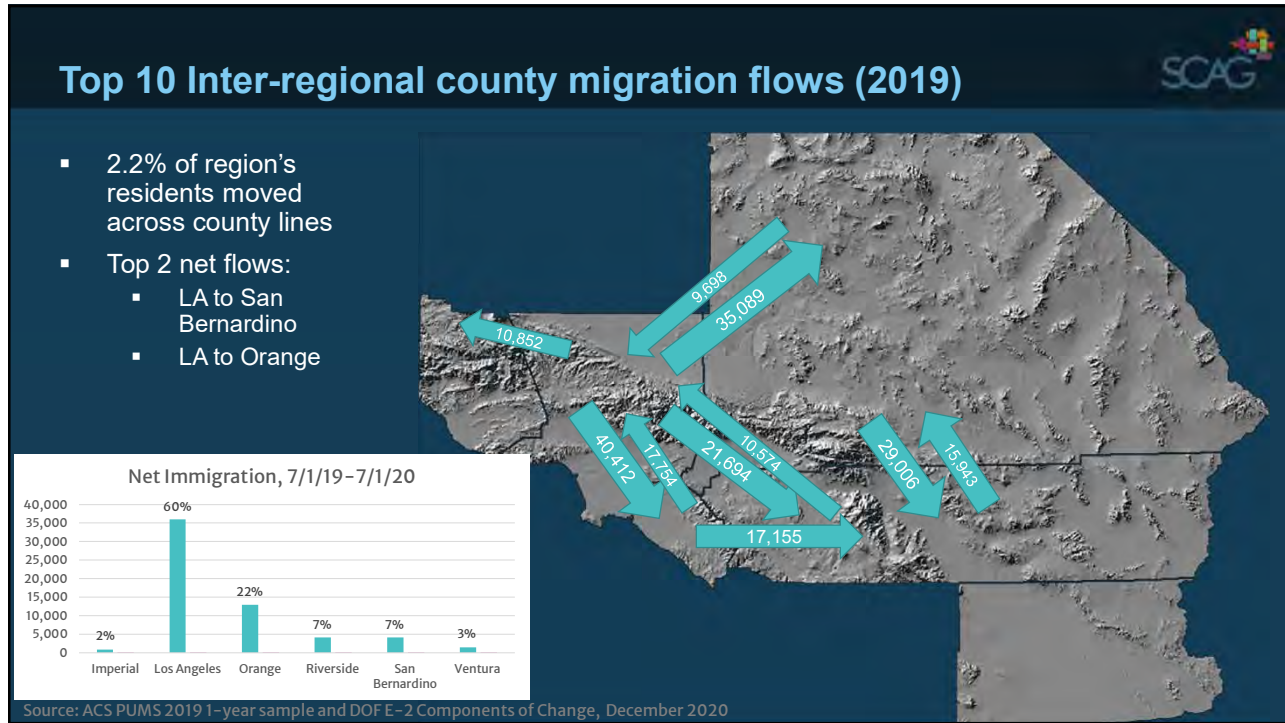 Top 10 Inter-regional county migration flows (2019)
SCAG
▪ 2.2% of region's
residents moved
across county lines
▪ Top 2 net flows:
▪ LA to San
Bernardino
▪ LA to Orange
9,698
35,089
10,852
40,412
17,754
21,694
10,574
29,006
15,943
17,155
Net Immigration, 7/1/19-7/1/20
40,000
35,000
30,000
25,000
20,000
15,000
10,000
5,000
0
2%
60%
22%
7%
7%
3%
Imperial
Los Angeles
Orange
Riverside
San
Bernardino
Ventura
Source: ACS PUMS 2019 1-year sample and DOF E-2 Components of Change, December 2020